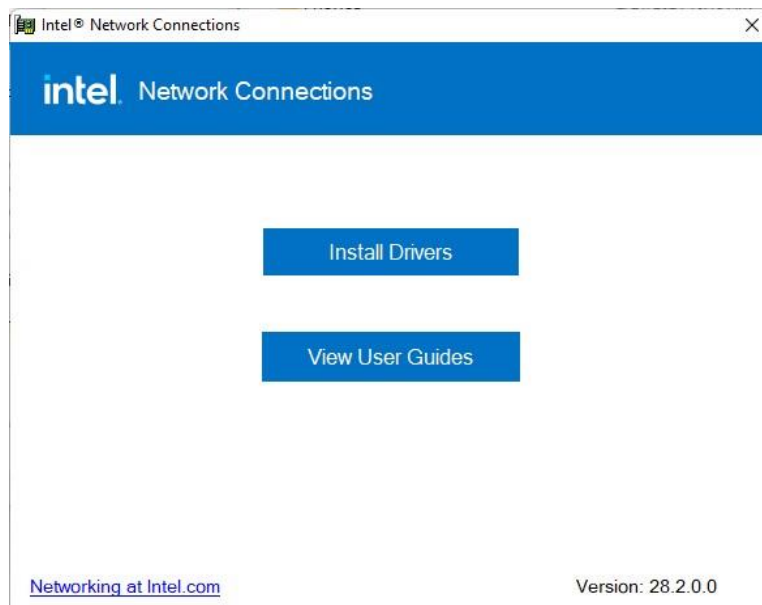 Intel® Network Connections
intel. Network Connections
Install Drivers
View User Guides
Networking at Intel.com
Version: 28.2.0.0